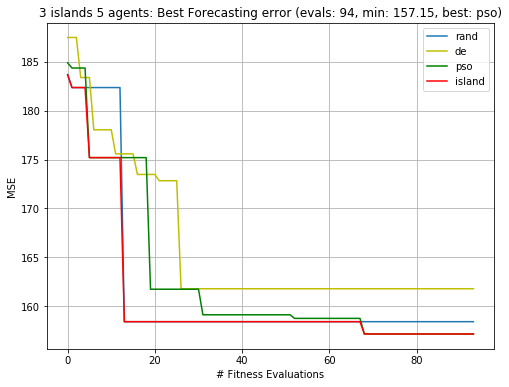 3 islands 5 agents: Best Forecasting error (evals: 94, min: 157.15, best: pso)
rand
de
pso
island
185
180
175
170
165
160
MSE
0
20
40
60
80
# Fitness Evaluations